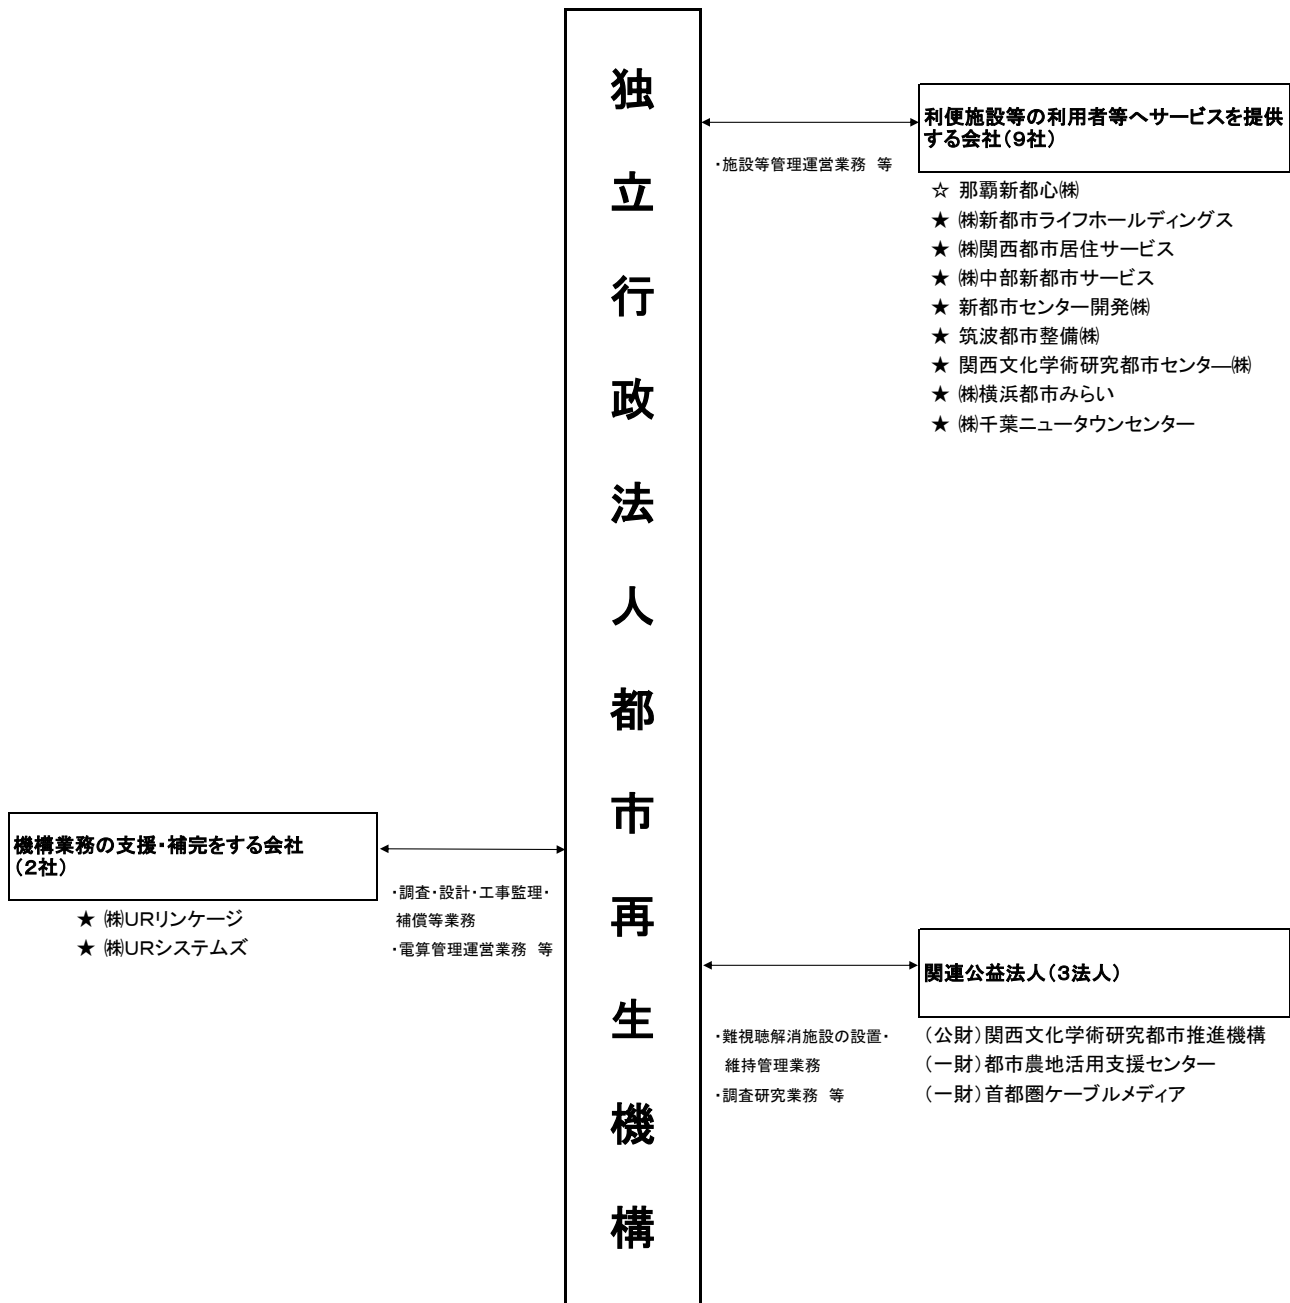 独立行政法人都市再生機構
利便施設等の利用者等へサービスを提供
する会社(9社)
・施設等管理運営業務 等
☆ 那覇新都心㈱
★ ㈱新都市ライフホールディングス
★ ㈱関西都市居住サービス
★ ㈱中部新都市サービス
★ 新都市センター開発㈱
★ 筑波都市整備㈱
★ 関西文化学術研究都市センタ―㈱
★ ㈱横浜都市みらい
★ ㈱千葉ニュータウンセンター
機構業務の支援・補完をする会社
(2社)
・調査・設計・工事監理・
補償等業務
・電算管理運営業務 等
★ ㈱URリンケージ
★ ㈱URシステムズ
関連公益法人(3法人)
・難視聴解消施設の設置・
維持管理業務
・調査研究業務 等
(公財)関西文化学術研究都市推進機構
(一財)都市農地活用支援センター
(一財)首都圏ケーブルメディア